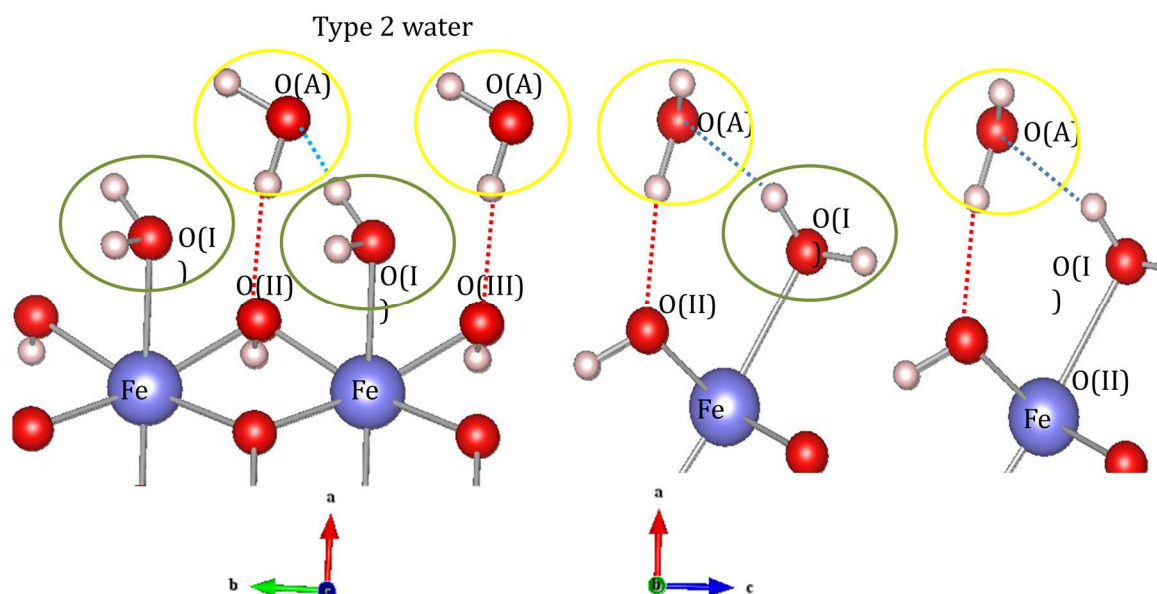 Type 2 water
O(A)
O(A)
O(A)
O(A)
O(I
)
O(II)
O(I
)
O(III)
O(I
)
O(II)
O(I
)
O(II)
Fe
Fe
Fe
Fe
a
b
c
a
b
c